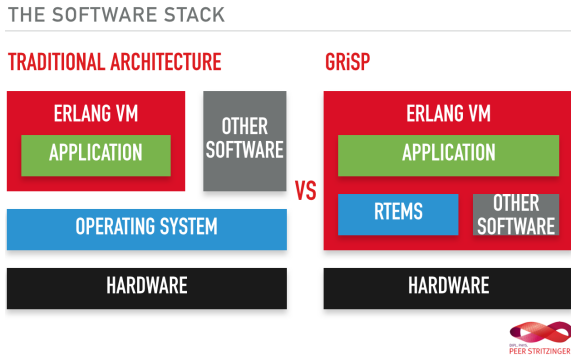 THE SOFTWARE STACK
TRADITIONAL ARCHITECTURE
ERLANG VM
APPLICATION
OTHER
SOFTWARE
OPERATING SYSTEM
HARDWARE
VS
GRiSP
ERLANG VM
APPLICATION
RTEMS
OTHER
SOFTWARE
HARDWARE
PEER STRITZINGER